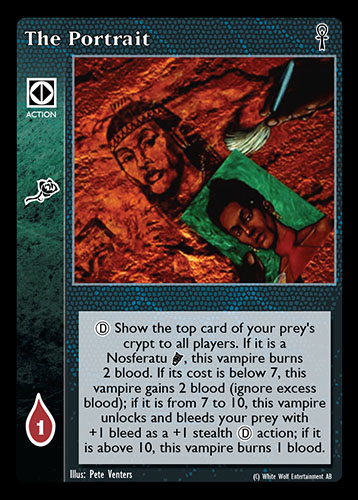 The Portrait
ACTION
Ⓓ Show the top card of your prey's
crypt to all players. If it is a
Nosferatu , this vampire burns
2 blood. If its cost is below 7, this
vampire gains 2 blood (ignore excess
blood); if it is from 7 to 10, this vampire
unlocks and bleeds your prey with
+1 bleed as a +1 stealth Ⓓ action; if it
is above 10, this vampire burns 1 blood.
1
Illus: Pete Venters
(C) White Wolf Entertainment AB